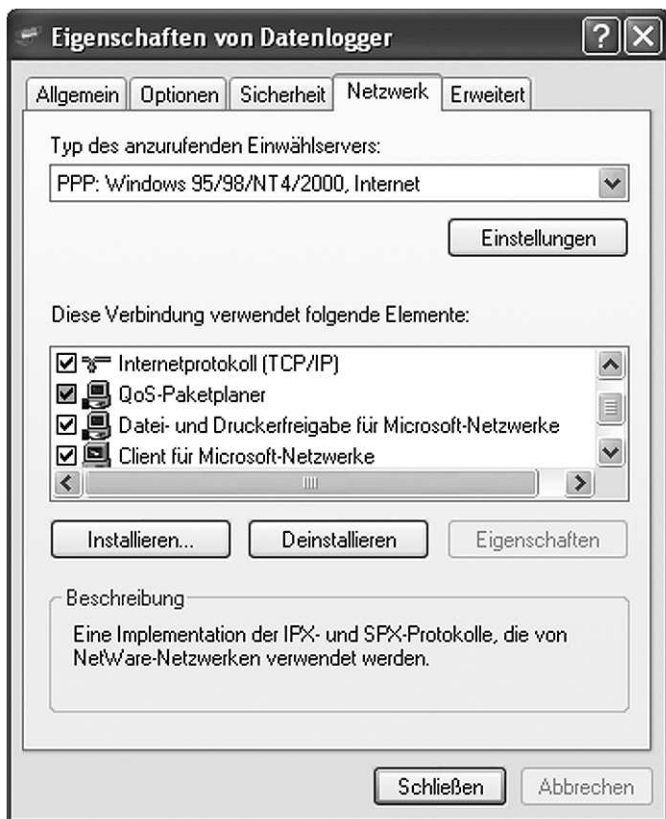 Eigenschaften von Datenlogger
Allgemein Optionen Sicherheit Netzwerk Erweitert
Typ des anzurufenden Einwählservers:
PPP: Windows 95/98/NT4/2000, Internet
Einstellungen
Diese Verbindung verwendet folgende Elemente:
Internetprotokoll (TCP/IP)
QoS-Paketplaner
Datei- und Druckerfreigabe für Microsoft-Netzwerke
Client für Microsoft-Netzwerke
Installieren... Deinstallieren Eigenschaften
Beschreibung
Eine Implementation der IPX- und SPX-Protokolle, die von
NetWare-Netzwerken verwendet werden.
Schließen Abbrechen